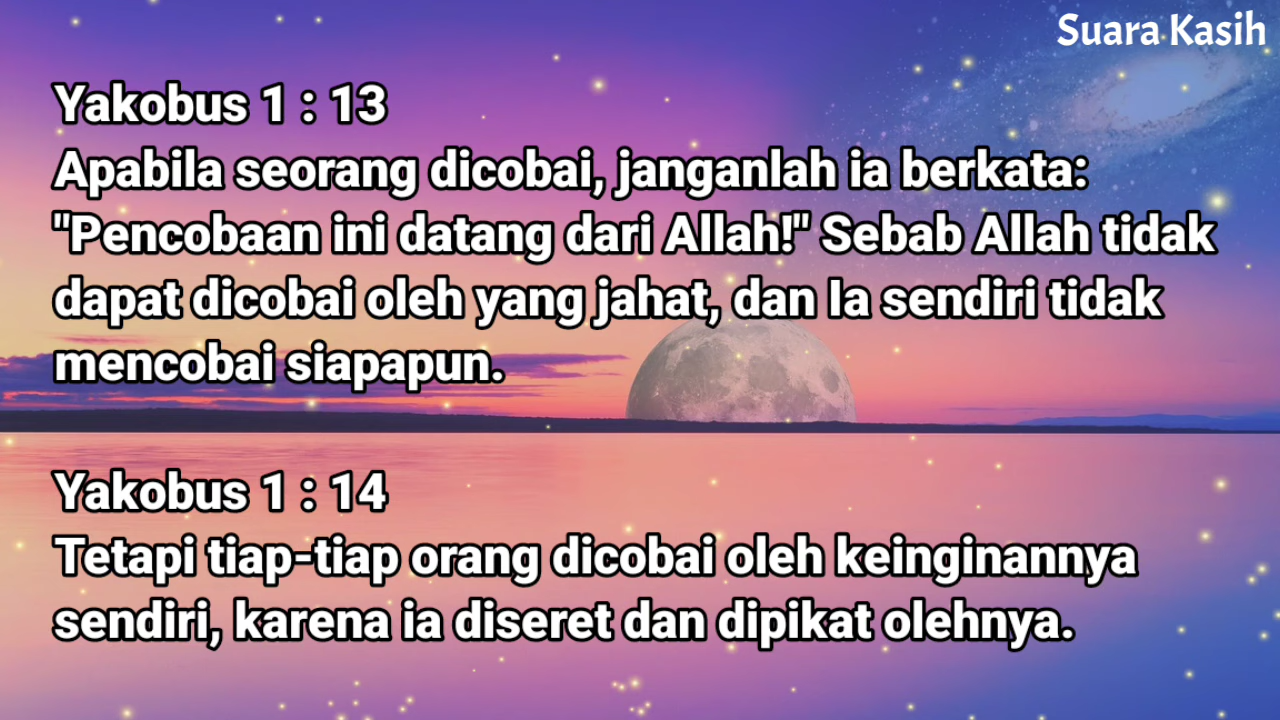 Suara Kasih
Yakobus 1 : 13
Apabila seorang dicobai, janganlah ia berkata:
"Pencobaan ini datang dari Allah!" Sebab Allah tidak
dapat dicobai oleh yang jahat, dan Ia sendiri tidak
mencobai siapapun.
Yakobus 1 : 14
Tetapi tiap-tiap orang dicobai oleh keinginannya
sendiri, karena ia diseret dan dipikat olehnya.